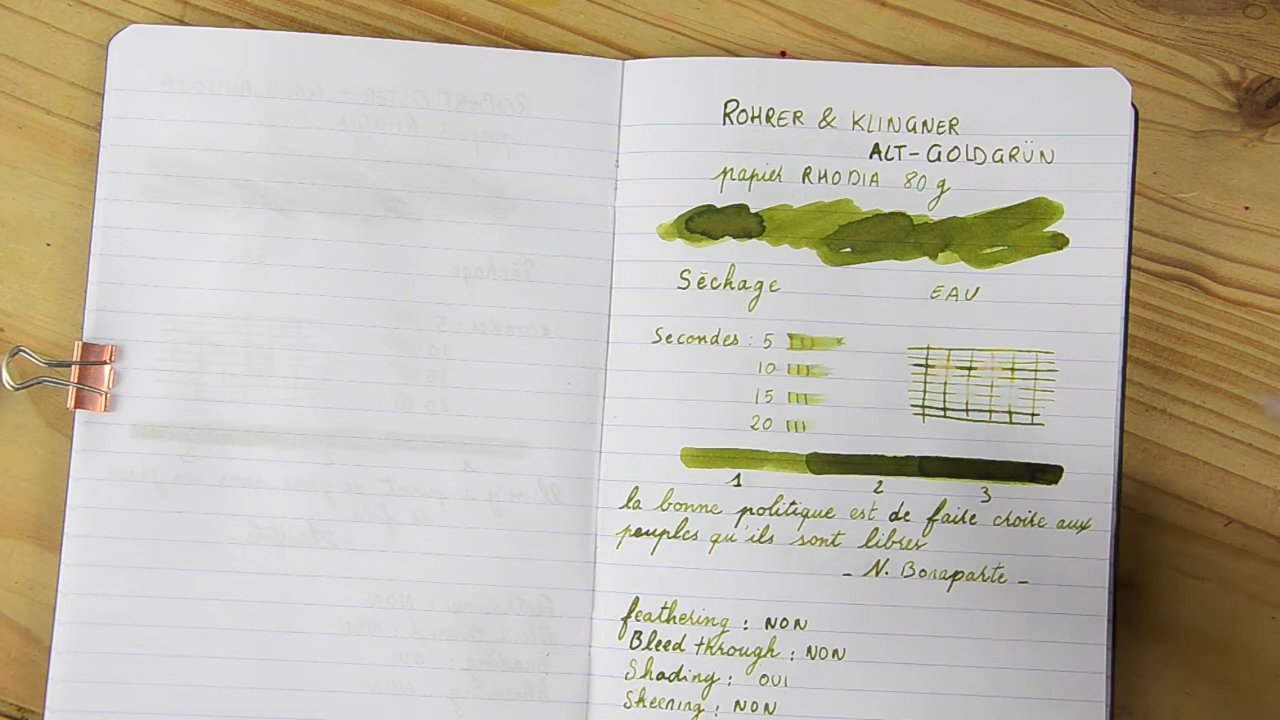 ROHRER & KLINGNER
ALT-GOLDGRÜN
papier RHODIA 80 g
Séchage EAU
Secondes : 5
10
15
20
1 2 3
la bonne politique est de faire croire aux
peuples qu'ils sont libres
- N. Bonaparte -
feathering : NON
Bleed through : NON
Shading : OUI
Sheening : NON